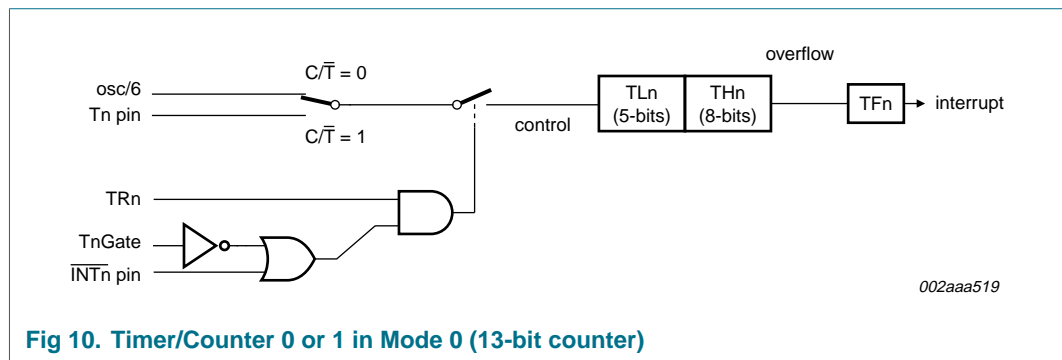 overflow
osc/6
C/T̅ = 0
Tn pin
C/T̅ = 1
control
TLn
(5-bits)
THn
(8-bits)
TFn
interrupt
TRn
TnGate
I̅N̅T̅n̅ pin
002aaa519
Fig 10. Timer/Counter 0 or 1 in Mode 0 (13-bit counter)